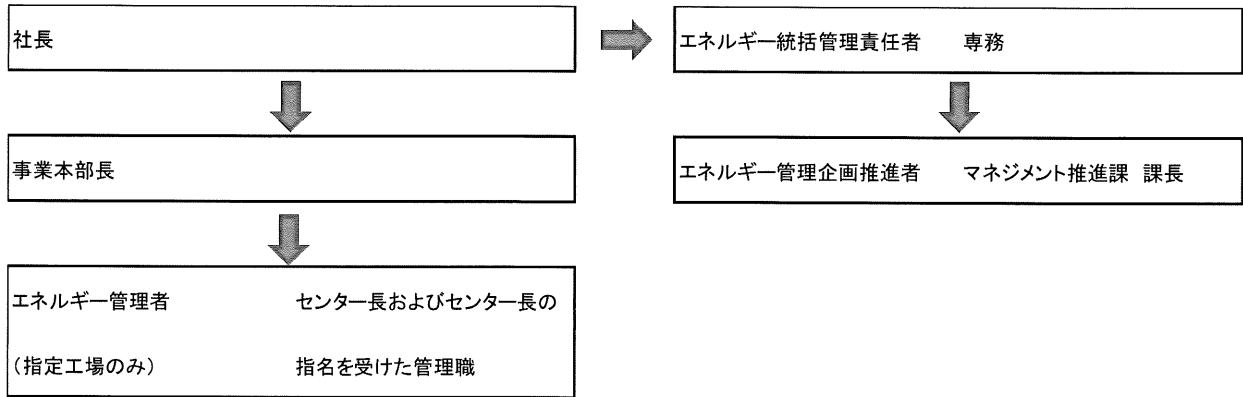 社長
エネルギー統括管理責任者 専務
事業本部長
エネルギー管理企画推進者 マネジメント推進課 課長
エネルギー管理者 センター長およびセンター長の
(指定工場のみ) 指名を受けた管理職